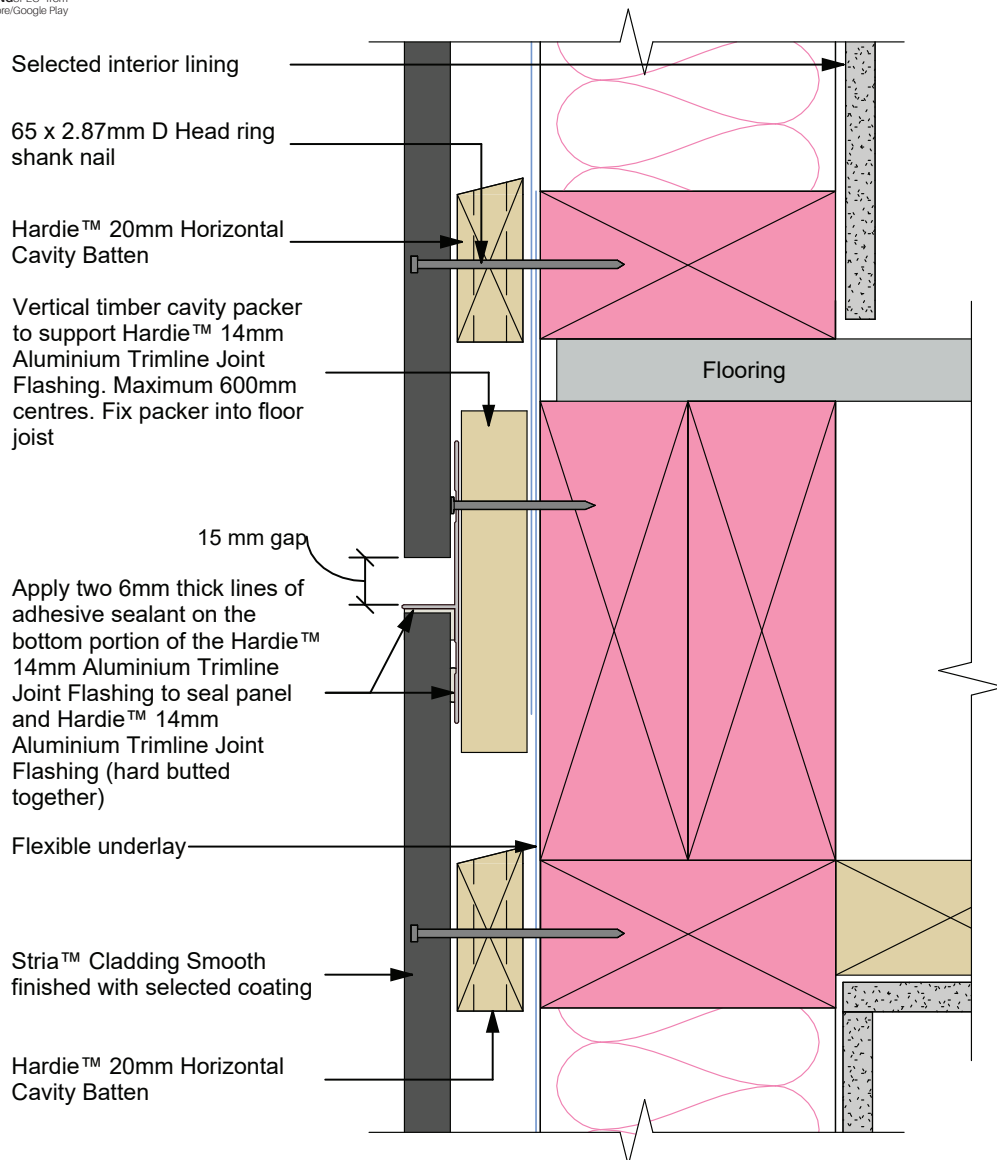 re/Google Play
Selected interior lining
65 x 2.87mm D Head ring
shank nail
Hardie™ 20mm Horizontal
Cavity Batten
Vertical timber cavity packer
to support Hardie™ 14mm
Aluminium Trimline Joint
Flashing. Maximum 600mm
centres. Fix packer into floor
joist
Flooring
15 mm gap
Apply two 6mm thick lines of
adhesive sealant on the
bottom portion of the Hardie™
14mm Aluminium Trimline
Joint Flashing to seal panel
and Hardie™ 14mm
Aluminium Trimline Joint
Flashing (hard butted
together)
Flexible underlay
Stria™ Cladding Smooth
finished with selected coating
Hardie™ 20mm Horizontal
Cavity Batten